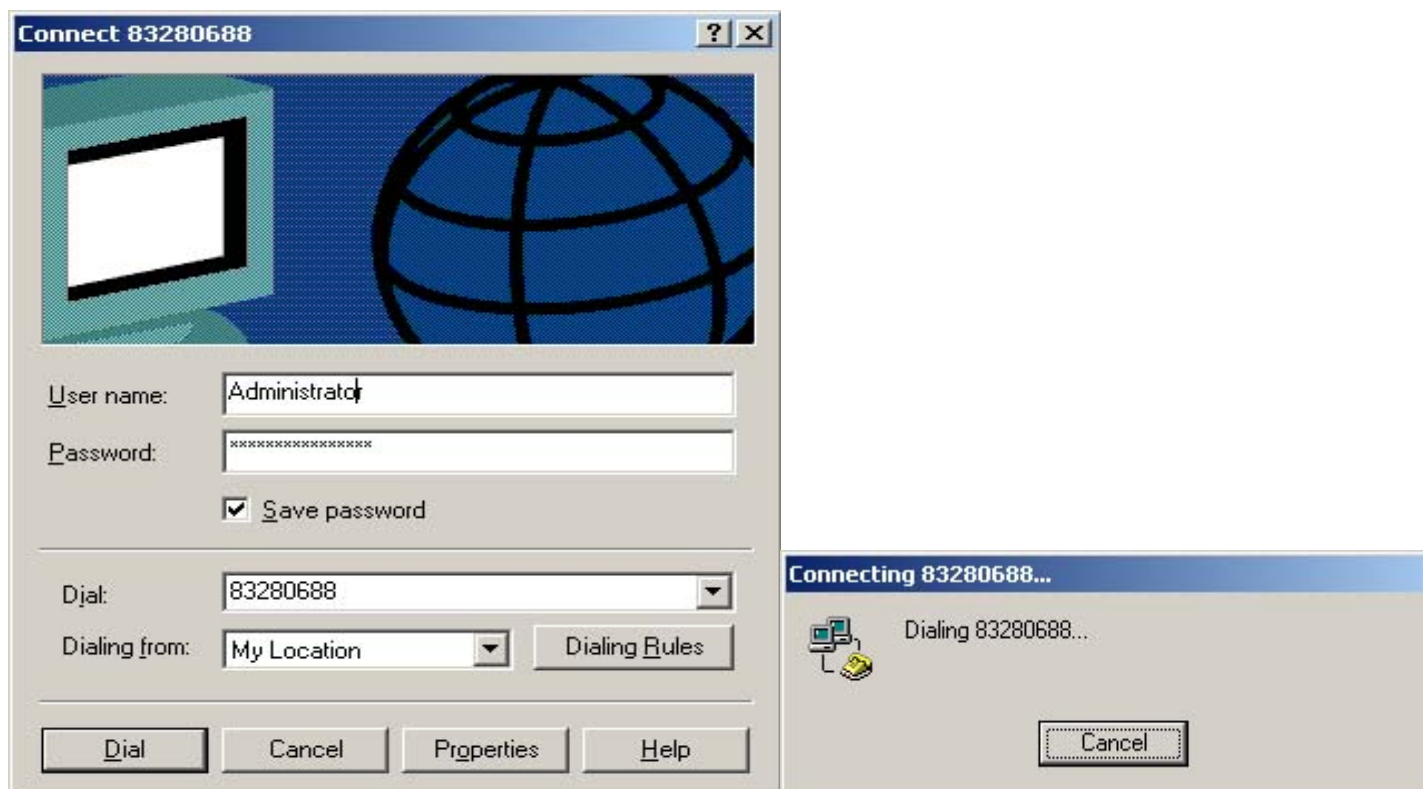 Connect 83280688
User name: Administrator
Password: ****************
Save password
Dial: 83280688
Dialing from: My Location Dialing Rules
Dial Cancel Properties Help
Connecting 83280688...
Dialing 83280688...
Cancel